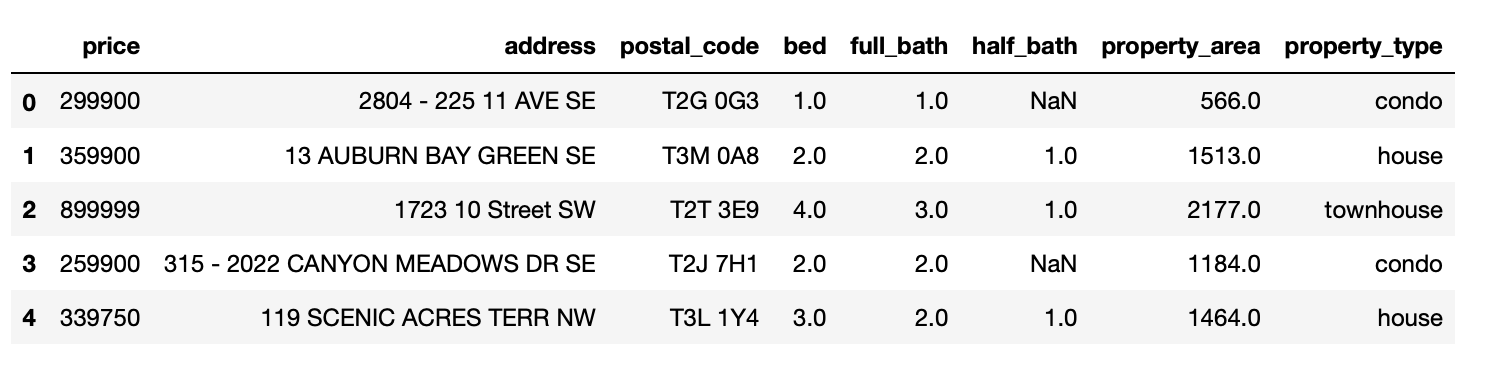 price address postal_code bed full_bath half_bath property_area property_type
0 299900 2804 - 225 11 AVE SE T2G 0G3 1.0 1.0 NaN 566.0 condo
1 359900 13 AUBURN BAY GREEN SE T3M 0A8 2.0 2.0 1.0 1513.0 house
2 899999 1723 10 Street SW T2T 3E9 4.0 3.0 1.0 2177.0 townhouse
3 259900 315 - 2022 CANYON MEADOWS DR SE T2J 7H1 2.0 2.0 NaN 1184.0 condo
4 339750 119 SCENIC ACRES TERR NW T3L 1Y4 3.0 2.0 1.0 1464.0 house